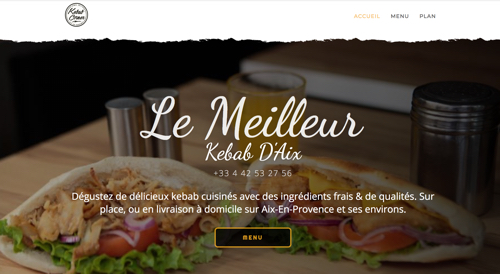 ACCUEIL MENU PLAN
Le Meilleur
Kebab D'Aix
+33 4 42 53 27 56
Dégustez de délicieux kebab cuisinés avec des ingrédients frais & de qualités. Sur
place, ou en livraison à domicile sur Aix-En-Provence et ses environs.
MENU